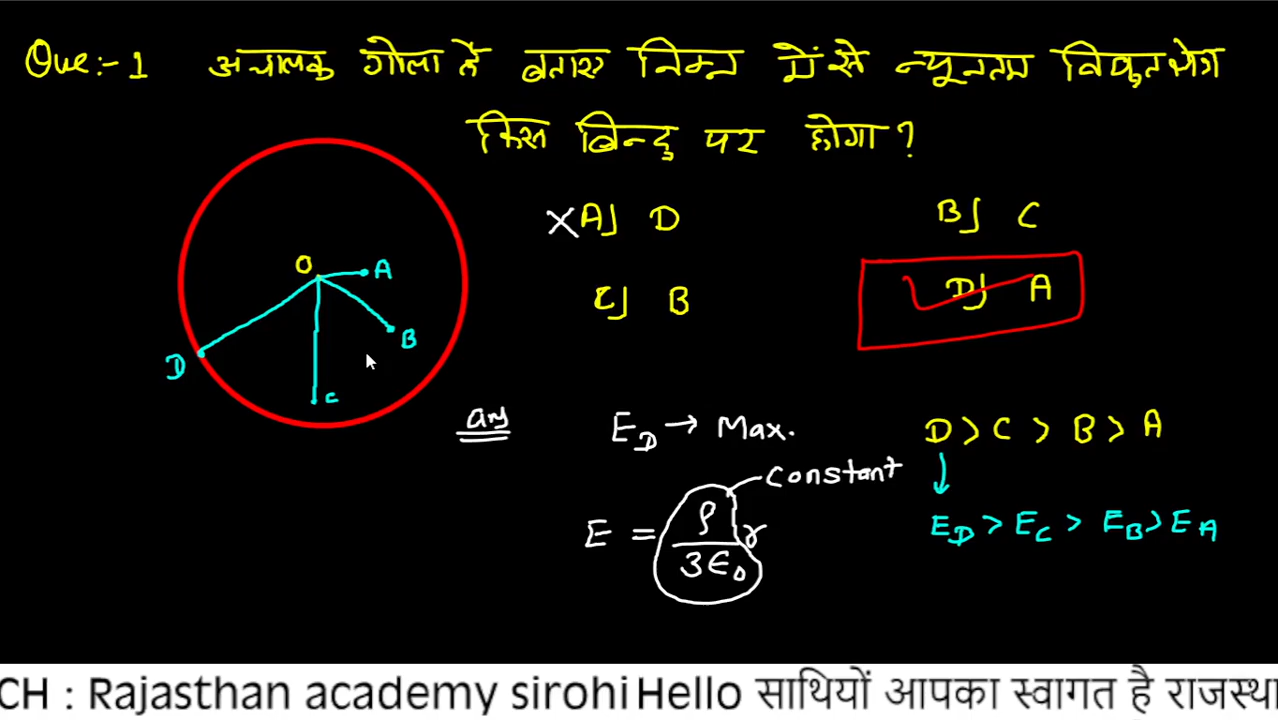 Que:- 1 अचालक गोला हैं बताए निम्न में से न्यूनतम विद्युतक्षेत्र
किस बिन्दु पर होगा?
A] D
B] C
C] B
D] A
O
A
B
C
D
ans
E_D → Max.
D > C > B > A
Constant
E = ρ/3ε₀ r
E_D > E_C > E_B > E_A
CH : Rajasthan academy sirohi Hello साथियों आपका स्वागत है राजस्था